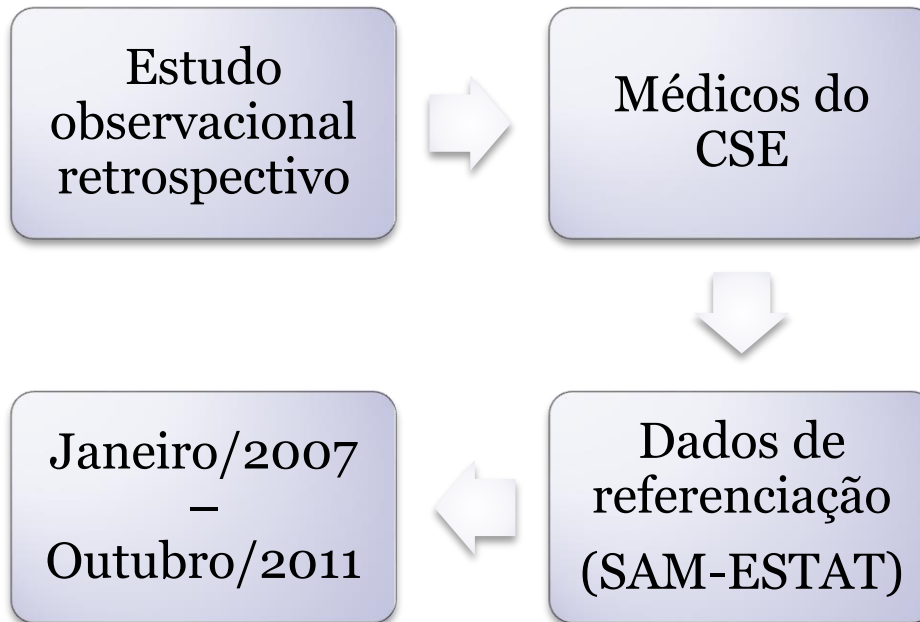 Estudo
observacional
retrospectivo
Médicos do
CSE
Dados de
referenciação
(SAM-ESTAT)
Janeiro/2007
–
Outubro/2011